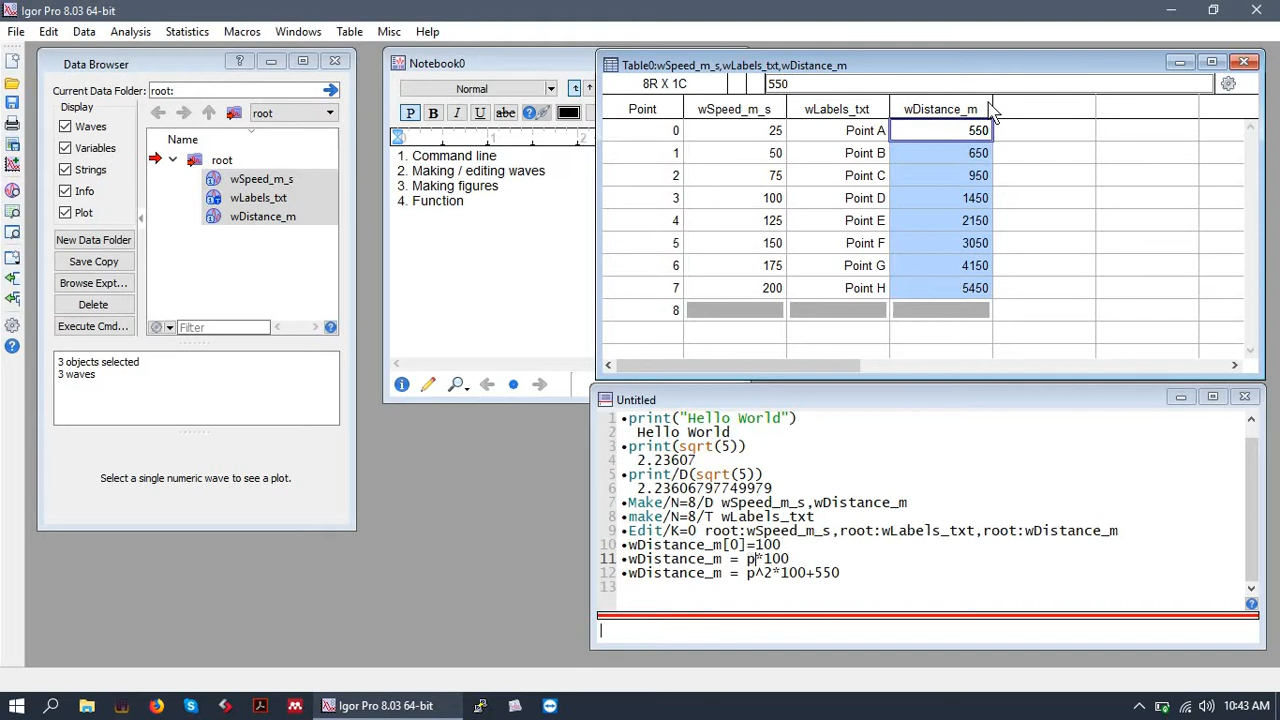 Igor Pro 8.03 64-bit
File Edit Data Analysis Statistics Macros Windows Table Misc Help
Data Browser
Current Data Folder: root:
Display
Waves
Variables
Strings
Info
Plot
New Data Folder
Save Copy
Browse Expt...
Delete
Execute Cmd...
root
Name
root
wSpeed_m_s
wLabels_txt
wDistance_m
Filter
3 objects selected
3 waves
Select a single numeric wave to see a plot.
Notebook0
Normal
P B I U abc
1 2
1. Command line
2. Making / editing waves
3. Making figures
4. Function
Table0:wSpeed_m_s,wLabels_txt,wDistance_m
8R X 1C 550
Point wSpeed_m_s wLabels_txt wDistance_m
0 25 Point A 550
1 50 Point B 650
2 75 Point C 950
3 100 Point D 1450
4 125 Point E 2150
5 150 Point F 3050
6 175 Point G 4150
7 200 Point H 5450
8
Untitled
1 •print("Hello World")
2 Hello World
3 •print(sqrt(5))
4 2.23607
5 •print/D(sqrt(5))
6 2.23606797749979
7 •Make/N=8/D wSpeed_m_s,wDistance_m
8 •make/N=8/T wLabels_txt
9 •Edit/K=0 root:wSpeed_m_s,root:wLabels_txt,root:wDistance_m
10 •wDistance_m[0]=100
11 •wDistance_m = p*100
12 •wDistance_m = p^2*100+550
13
Igor Pro 8.03 64-bit
10:43 AM